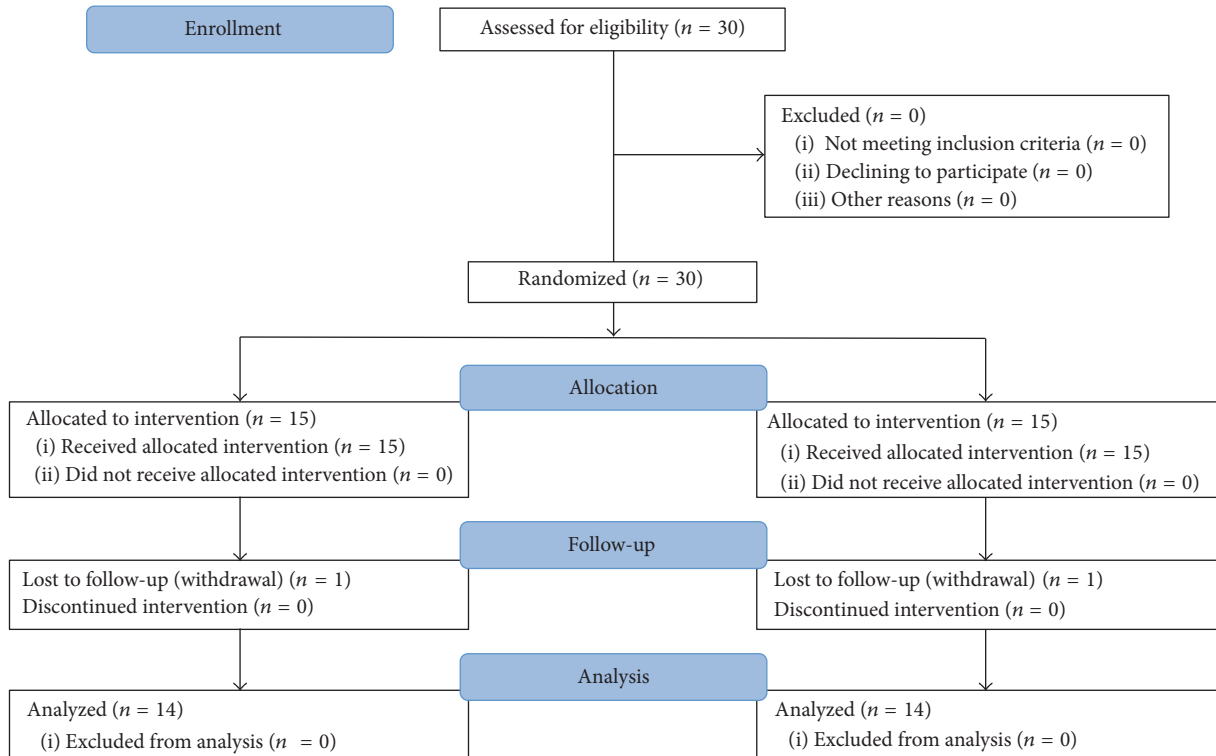 Enrollment
Assessed for eligibility (n = 30)
Excluded (n = 0)
(i) Not meeting inclusion criteria (n = 0)
(ii) Declining to participate (n = 0)
(iii) Other reasons (n = 0)
Randomized (n = 30)
Allocation
Allocated to intervention (n = 15)
(i) Received allocated intervention (n = 15)
(ii) Did not receive allocated intervention (n = 0)
Allocated to intervention (n = 15)
(i) Received allocated intervention (n = 15)
(ii) Did not receive allocated intervention (n = 0)
Follow-up
Lost to follow-up (withdrawal) (n = 1)
Discontinued intervention (n = 0)
Lost to follow-up (withdrawal) (n = 1)
Discontinued intervention (n = 0)
Analysis
Analyzed (n = 14)
(i) Excluded from analysis (n = 0)
Analyzed (n = 14)
(i) Excluded from analysis (n = 0)